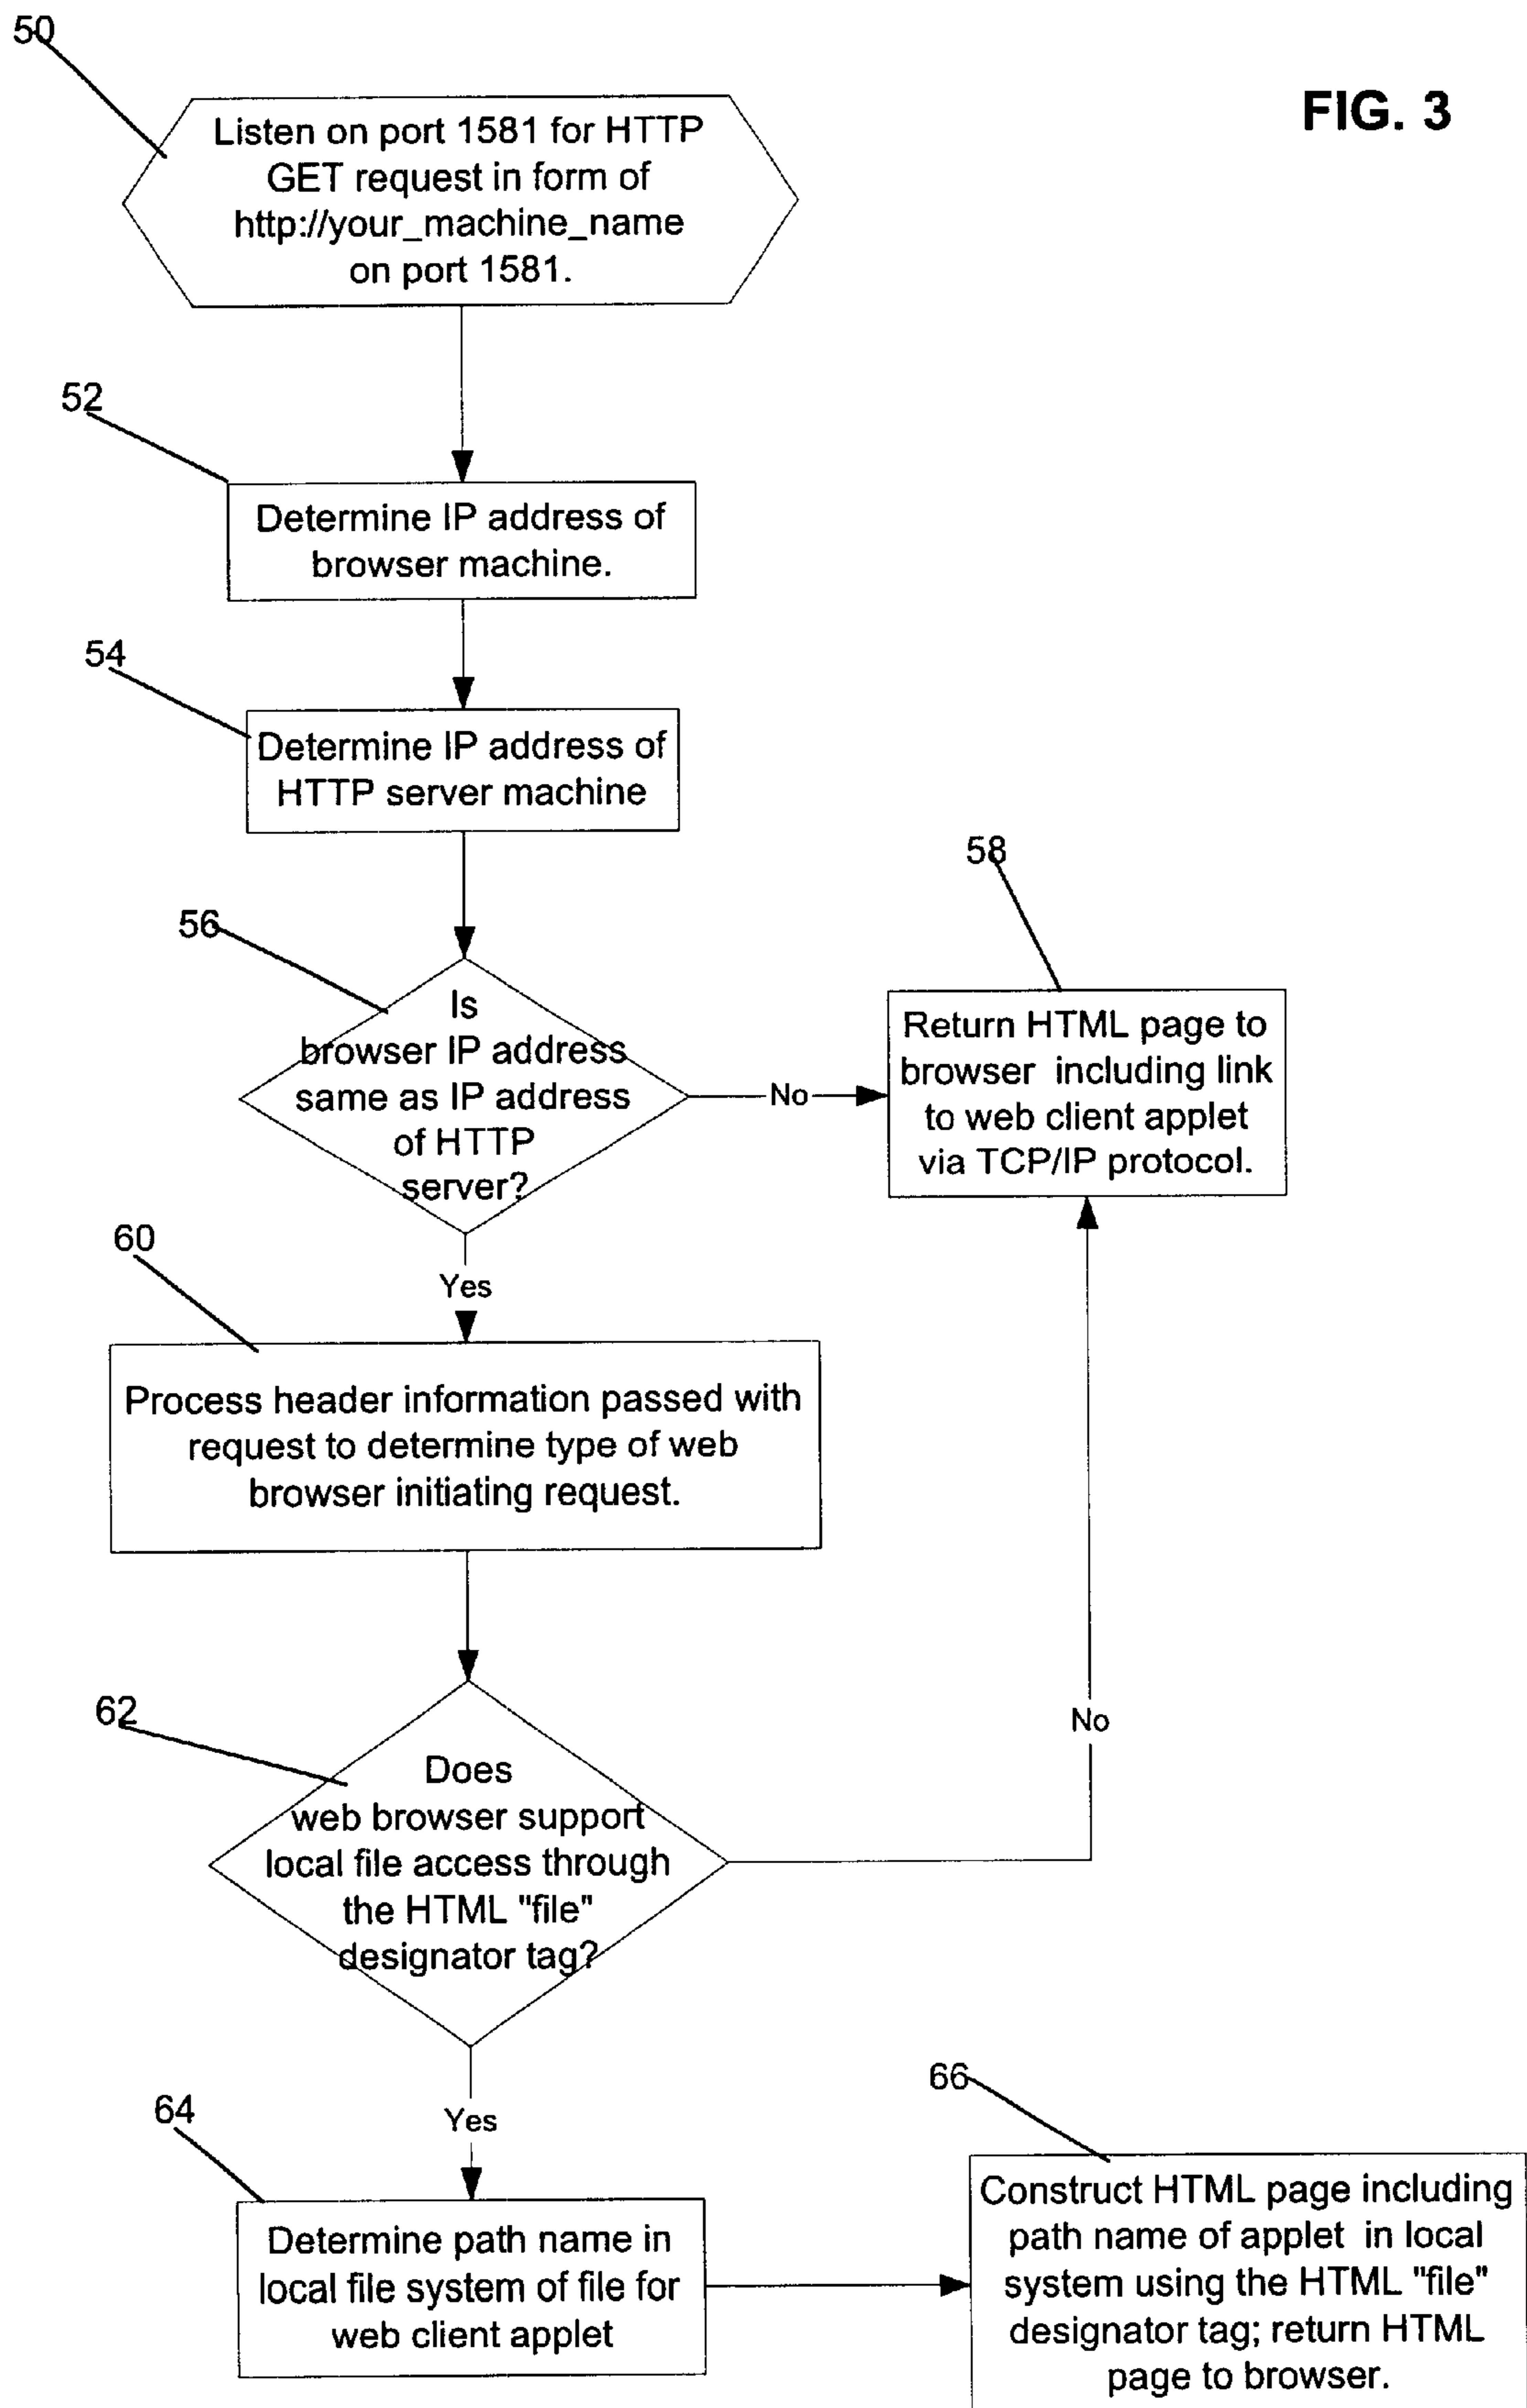 50
FIG. 3
Listen on port 1581 for HTTP
GET request in form of
http://your_machine_name
on port 1581.
52
Determine IP address of
browser machine.
54
Determine IP address of
HTTP server machine
56
Is
browser IP address
same as IP address
of HTTP
server?
No
58
Return HTML page to
browser including link
to web client applet
via TCP/IP protocol.
Yes
60
Process header information passed with
request to determine type of web
browser initiating request.
62
Does
web browser support
local file access through
the HTML "file"
designator tag?
No
Yes
64
Determine path name in
local file system of file for
web client applet
66
Construct HTML page including
path name of applet in local
system using the HTML "file"
designator tag; return HTML
page to browser.